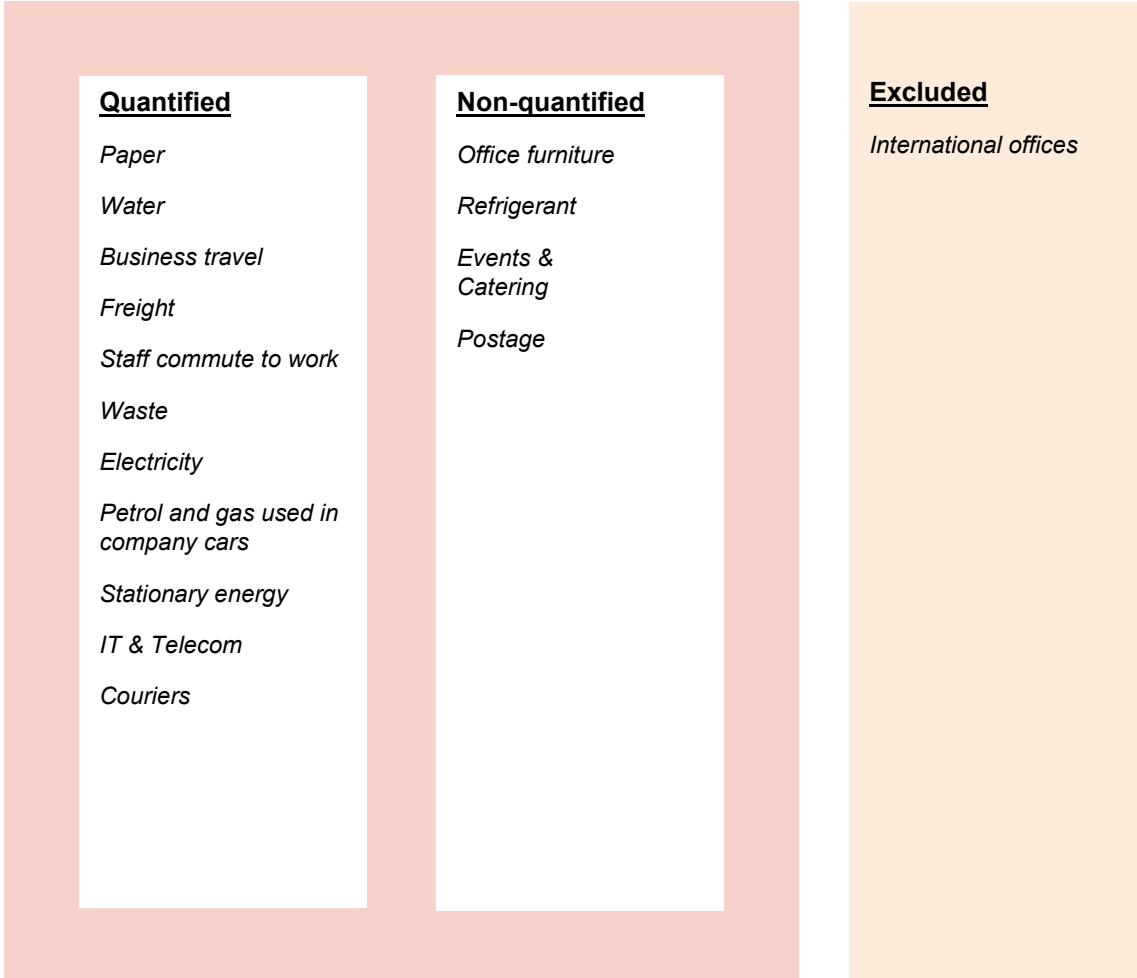 Quantified
Paper
Water
Business travel
Freight
Staff commute to work
Waste
Electricity
Petrol and gas used in
company cars
Stationary energy
IT & Telecom
Couriers
Non-quantified
Office furniture
Refrigerant
Events &
Catering
Postage
Excluded
International offices